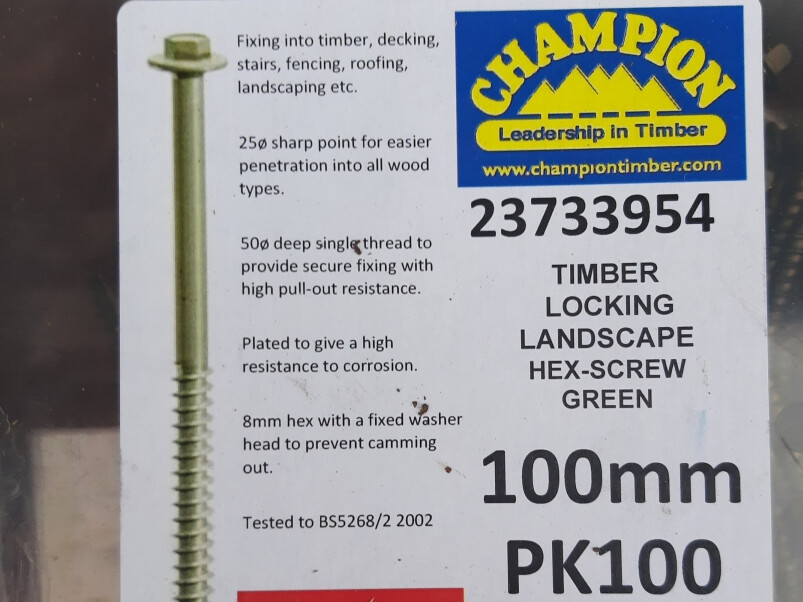 Fixing into timber, decking,
stairs, fencing, roofing,
landscaping etc.
25ø sharp point for easier
penetration into all wood
types.
50ø deep single thread to
provide secure fixing with
high pull-out resistance.
Plated to give a high
resistance to corrosion.
8mm hex with a fixed washer
head to prevent camming
out.
Tested to BS5268/2 2002
CHAMPION
Leadership in Timber
www.championtimber.com
23733954
TIMBER
LOCKING
LANDSCAPE
HEX-SCREW
GREEN
100mm
PK100